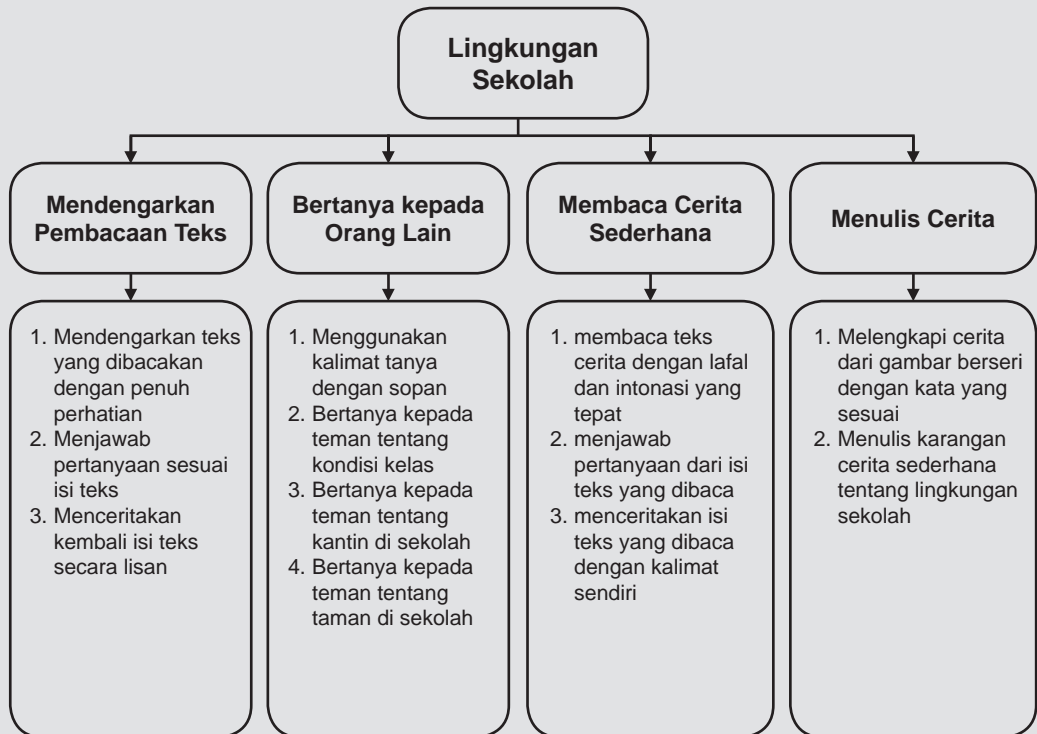 Lingkungan
Sekolah
Mendengarkan
Pembacaan Teks
Bertanya kepada
Orang Lain
Membaca Cerita
Sederhana
Menulis Cerita
1. Mendengarkan teks
yang dibacakan
dengan penuh
perhatian
2. Menjawab
pertanyaan sesuai
isi teks
3. Menceritakan
kembali isi teks
secara lisan
1. Menggunakan
kalimat tanya
dengan sopan
2. Bertanya kepada
teman tentang
kondisi kelas
3. Bertanya kepada
teman tentang
kantin di sekolah
4. Bertanya kepada
teman tentang
taman di sekolah
1. membaca teks
cerita dengan lafal
dan intonasi yang
tepat
2. menjawab
pertanyaan dari isi
teks yang dibaca
3. menceritakan isi
teks yang dibaca
dengan kalimat
sendiri
1. Melengkapi cerita
dari gambar berseri
dengan kata yang
sesuai
2. Menulis karangan
cerita sederhana
tentang lingkungan
sekolah